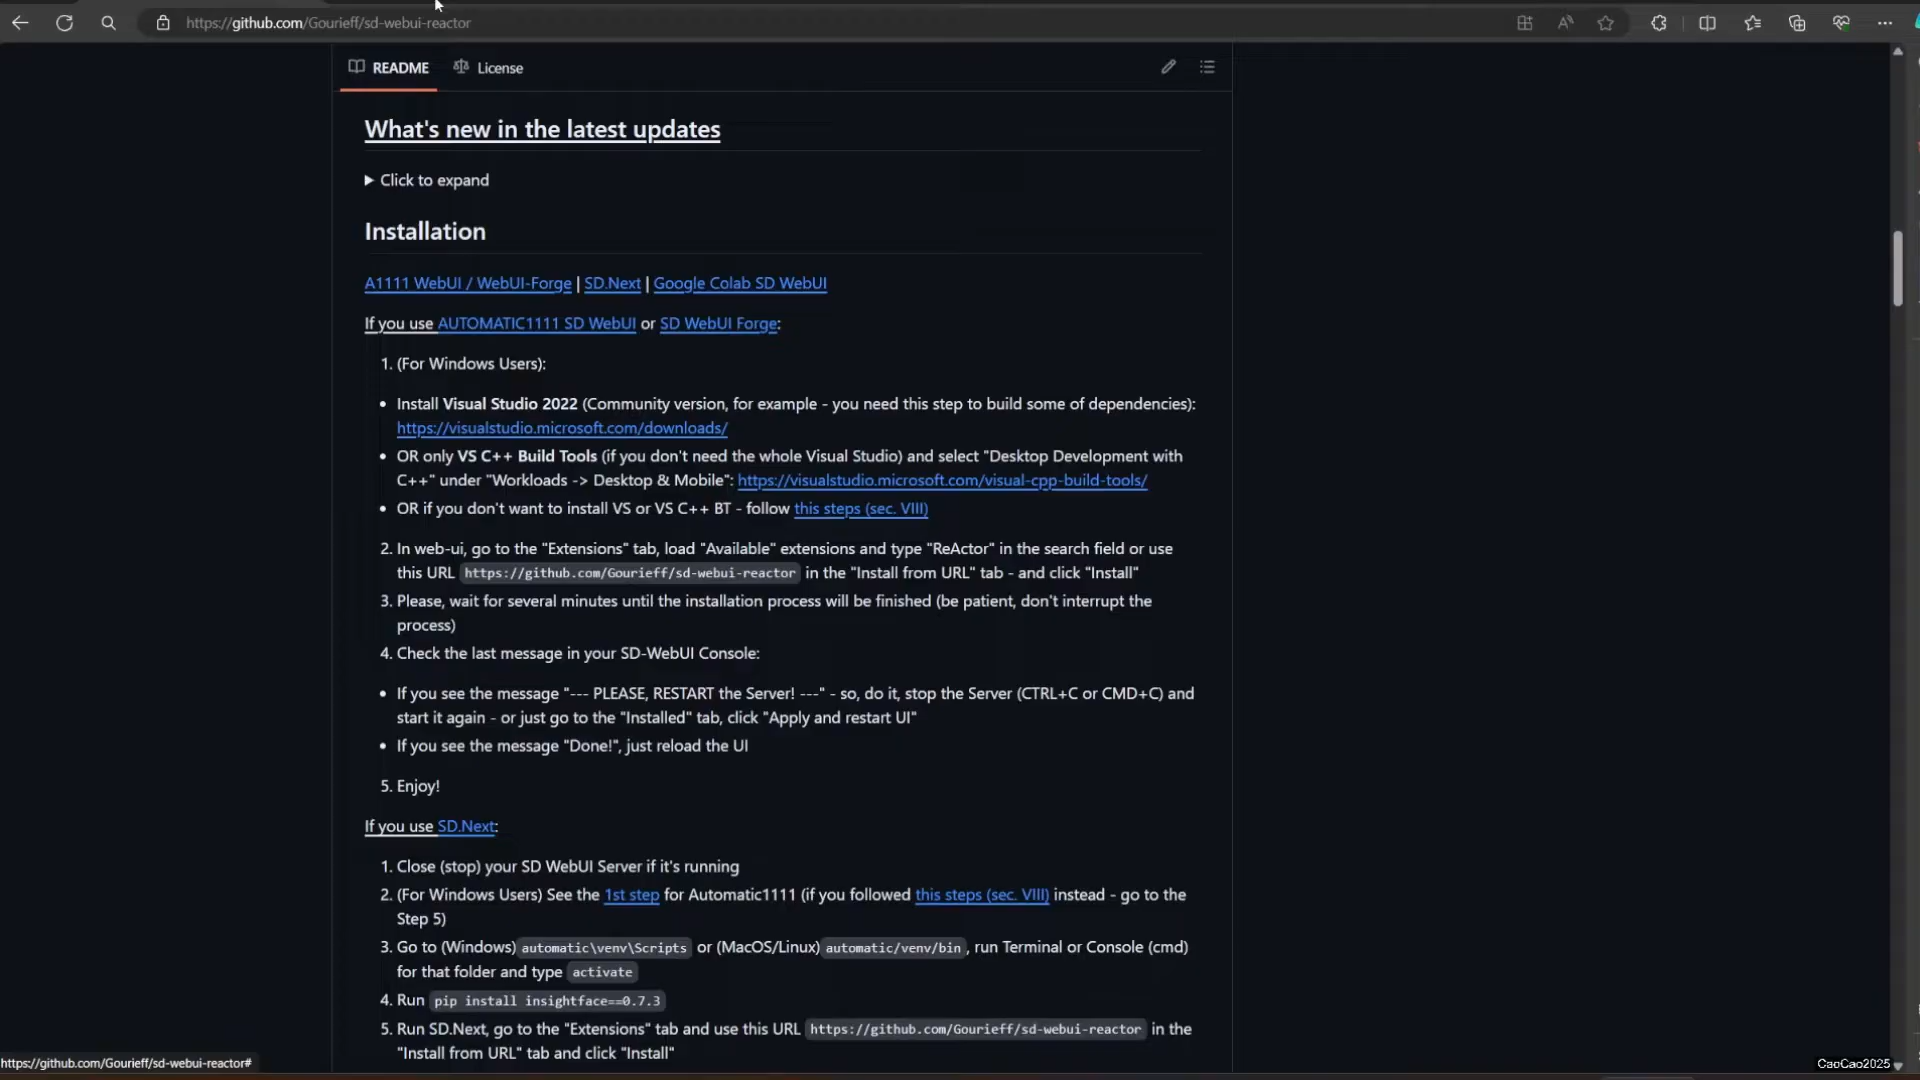 https://github.com/Gourieff/sd-webui-reactor
README
License
What's new in the latest updates
Click to expand
Installation
A1111 WebUI / WebUI-Forge | SD.Next | Google Colab SD WebUI
If you use AUTOMATIC1111 SD WebUI or SD WebUI Forge:
1. (For Windows Users):
• Install Visual Studio 2022 (Community version, for example - you need this step to build some of dependencies):
https://visualstudio.microsoft.com/downloads/
• OR only VS C++ Build Tools (if you don't need the whole Visual Studio) and select "Desktop Development with
C++" under "Workloads -> Desktop & Mobile": https://visualstudio.microsoft.com/visual-cpp-build-tools/
• OR if you don't want to install VS or VS C++ BT - follow this steps (sec. VIII)
2. In web-ui, go to the "Extensions" tab, load "Available" extensions and type "ReActor" in the search field or use
this URL https://github.com/Gourieff/sd-webui-reactor in the "Install from URL" tab - and click "Install"
3. Please, wait for several minutes until the installation process will be finished (be patient, don't interrupt the
process)
4. Check the last message in your SD-WebUI Console:
• If you see the message "--- PLEASE, RESTART the Server! ---" - so, do it, stop the Server (CTRL+C or CMD+C) and
start it again - or just go to the "Installed" tab, click "Apply and restart UI"
• If you see the message "Done!", just reload the UI
5. Enjoy!
If you use SD.Next:
1. Close (stop) your SD WebUI Server if it's running
2. (For Windows Users) See the 1st step for Automatic1111 (if you followed this steps (sec. VIII) instead - go to the
Step 5)
3. Go to (Windows) automatic\venv\Scripts or (MacOS/Linux) automatic/venv/bin , run Terminal or Console (cmd)
for that folder and type activate
4. Run pip install insightface==0.7.3
5. Run SD.Next, go to the "Extensions" tab and use this URL https://github.com/Gourieff/sd-webui-reactor in the
"Install from URL" tab and click "Install"
https://github.com/Gourieff/sd-webui-reactor#
CaoCao2025